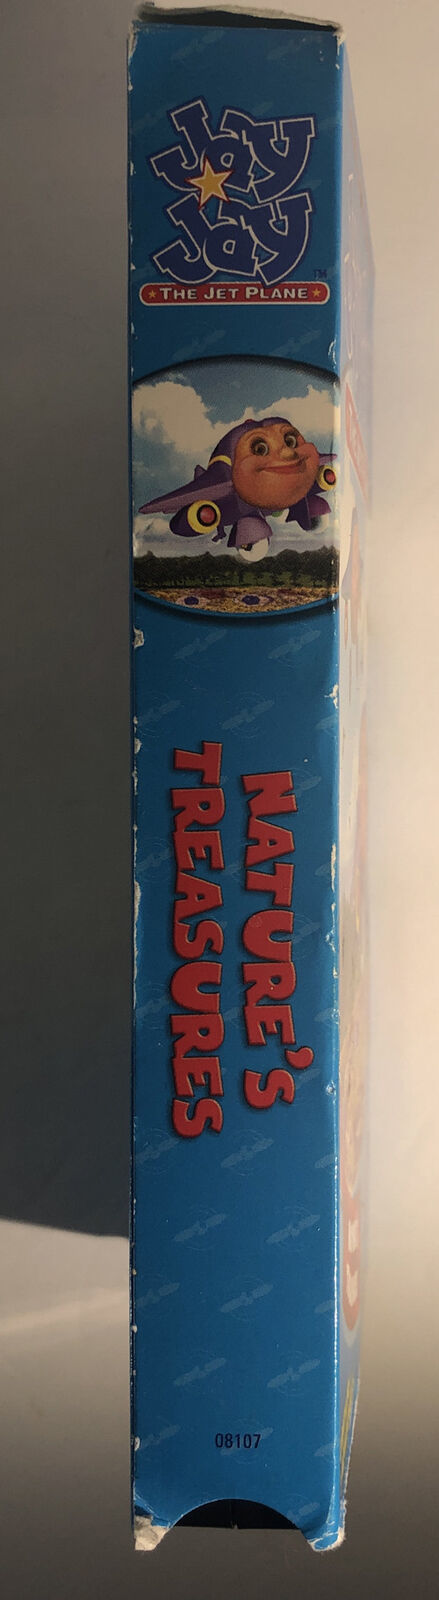 Jay
Jay
TM
THE JET PLANE
NATURE'S
TREASURES
08107